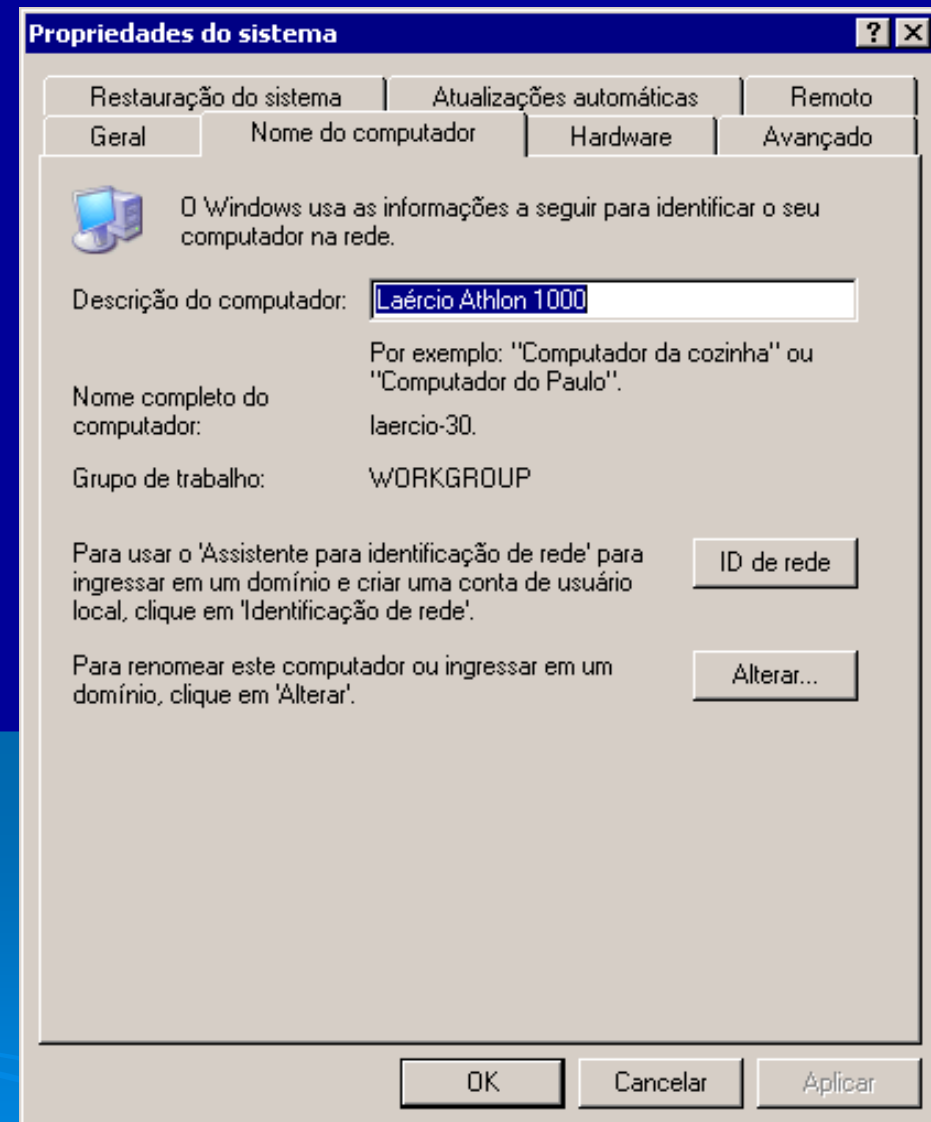 Propriedades do sistema
Restauração do sistema Atualizações automáticas Remoto
Geral Nome do computador Hardware Avançado
O Windows usa as informações a seguir para identificar o seu
computador na rede.
Descrição do computador: Laércio Athlon 1000
Por exemplo: "Computador da cozinha" ou
"Computador do Paulo".
Nome completo do
computador: laercio-30.
Grupo de trabalho: WORKGROUP
Para usar o 'Assistente para identificação de rede' para
ingressar em um domínio e criar uma conta de usuário
local, clique em 'Identificação de rede'.
ID de rede
Para renomear este computador ou ingressar em um
domínio, clique em 'Alterar'.
Alterar...
OK Cancelar Aplicar